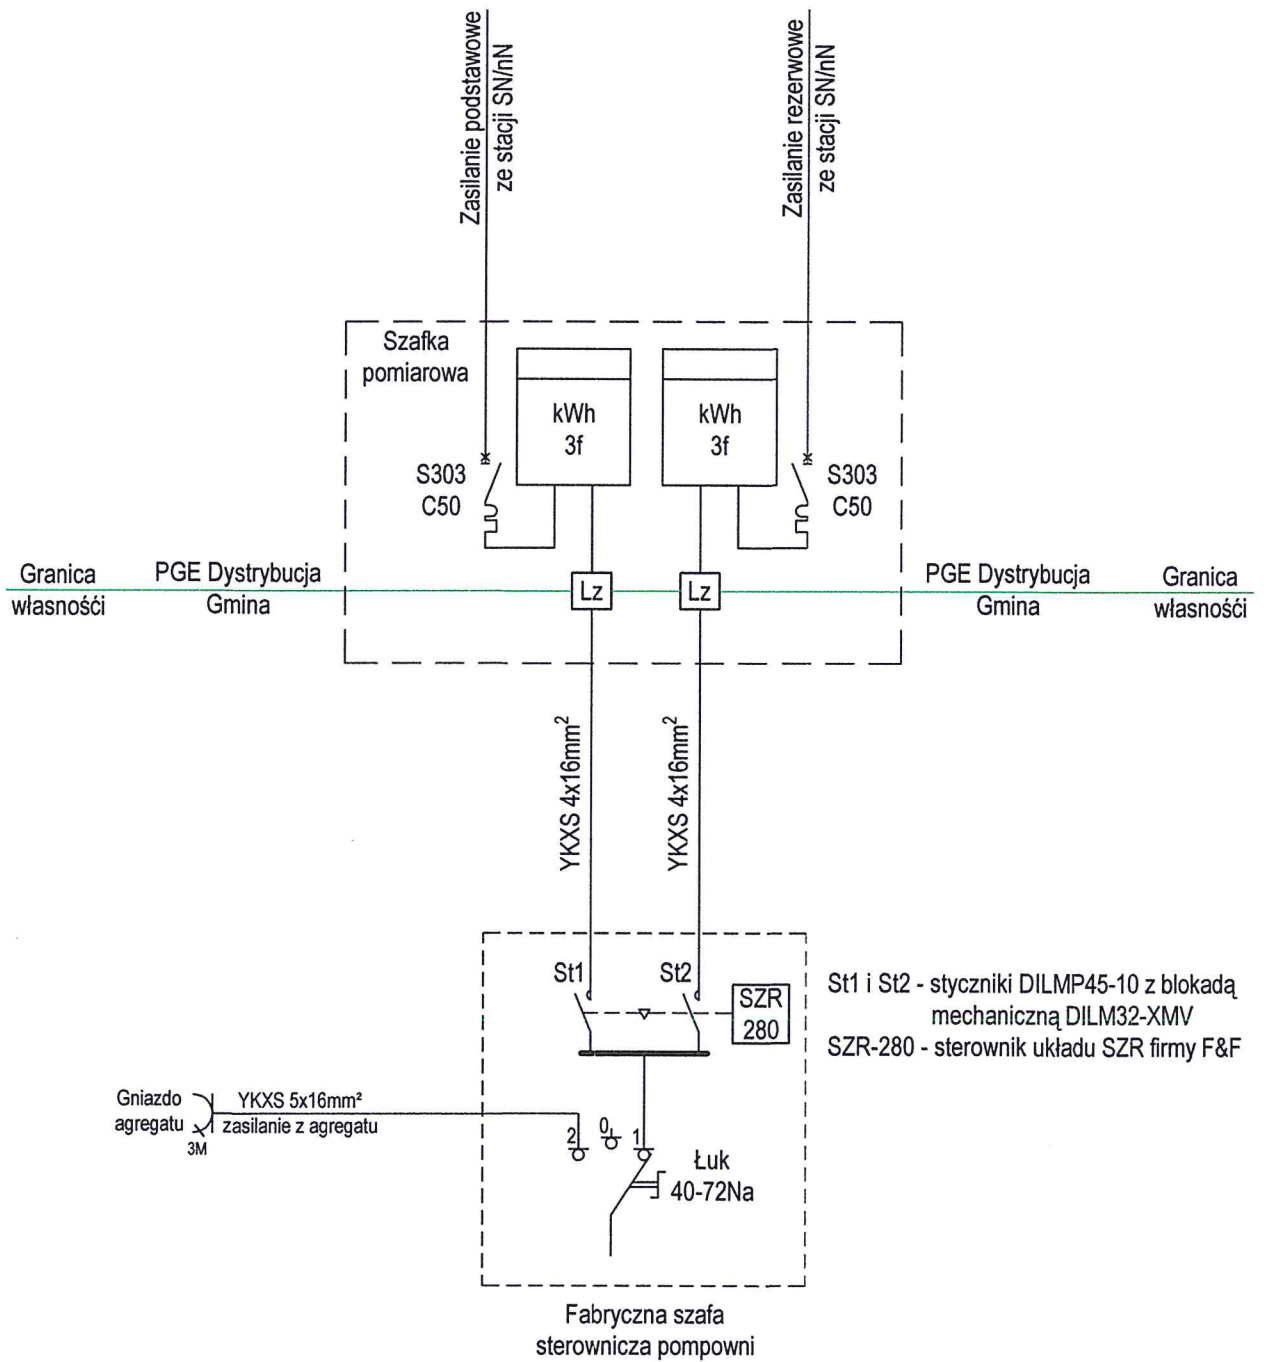 Zasilanie podstawowe
ze stacji SN/nN
Zasilanie rezerwowe
ze stacji SN/nN
Szafka
pomiarowa
kWh
3f
kWh
3f
S303
C50
S303
C50
Granica
własnośći
PGE Dystrybucja
Gmina
Lz
Lz
PGE Dystrybucja
Gmina
Granica
własnośći
YKXS 4x16mm²
YKXS 4x16mm²
St1
St2
SZR
280
St1 i St2 - styczniki DILMP45-10 z blokadą
mechaniczną DILM32-XMV
SZR-280 - sterownik układu SZR firmy F&F
Gniazdo
agregatu
3M
YKXS 5x16mm²
zasilanie z agregatu
2
0
1
Łuk
40-72Na
Fabryczna szafa
sterownicza pompowni